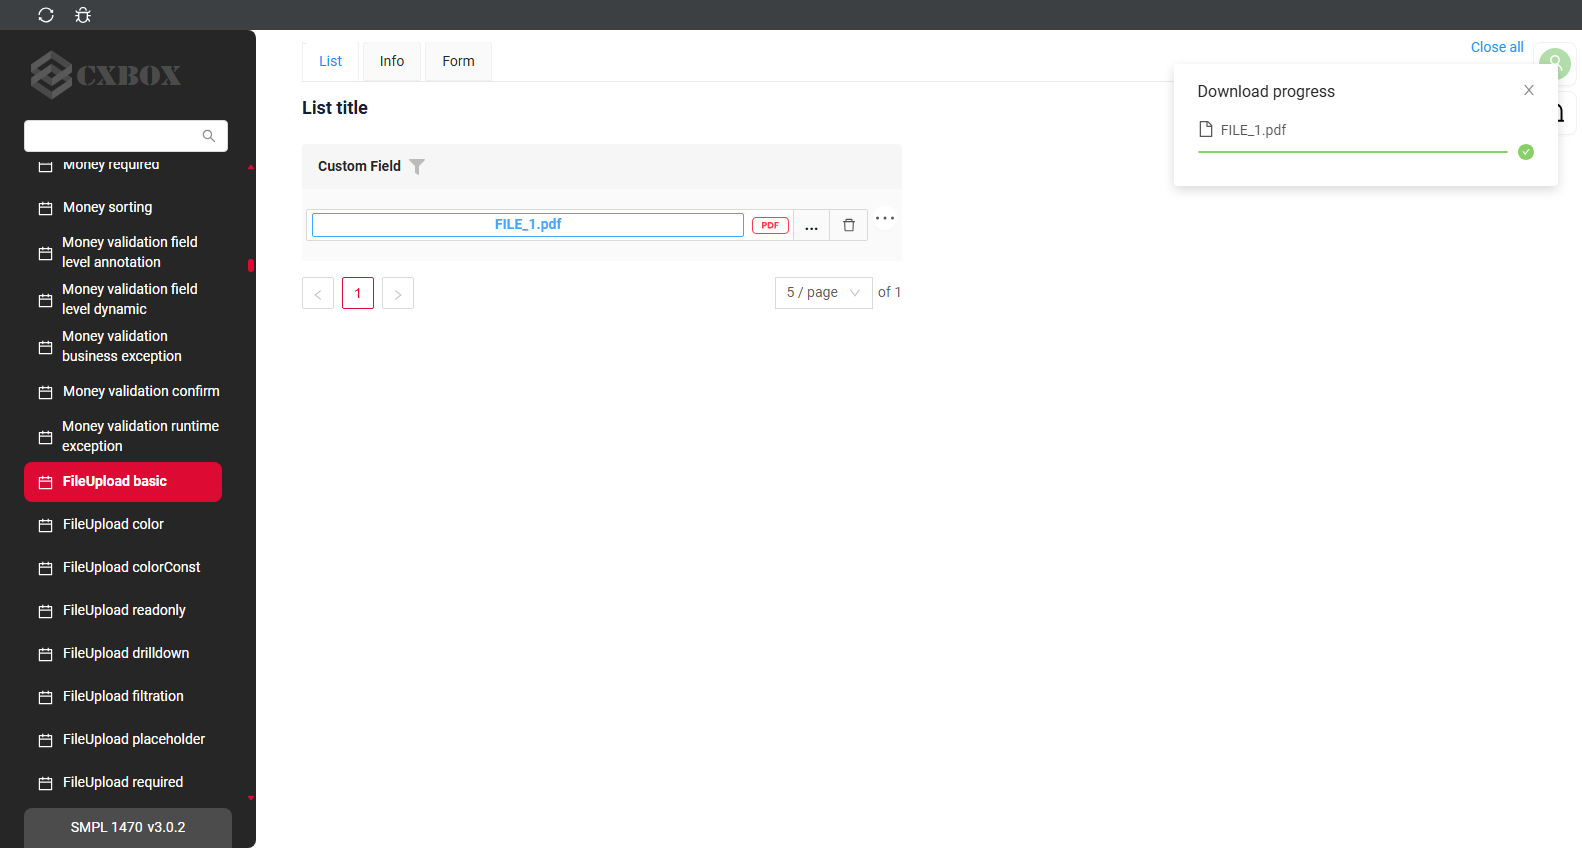 CXBOX
Money required
Money sorting
Money validation field
level annotation
Money validation field
level dynamic
Money validation
business exception
Money validation confirm
Money validation runtime
exception
FileUpload basic
FileUpload color
FileUpload colorConst
FileUpload readonly
FileUpload drilldown
FileUpload filtration
FileUpload placeholder
FileUpload required
SMPL 1470 v3.0.2
List
Info
Form
Close all
List title
Custom Field
FILE_1.pdf
PDF
...
...
<
1
>
5 / page
of 1
Download progress
FILE_1.pdf